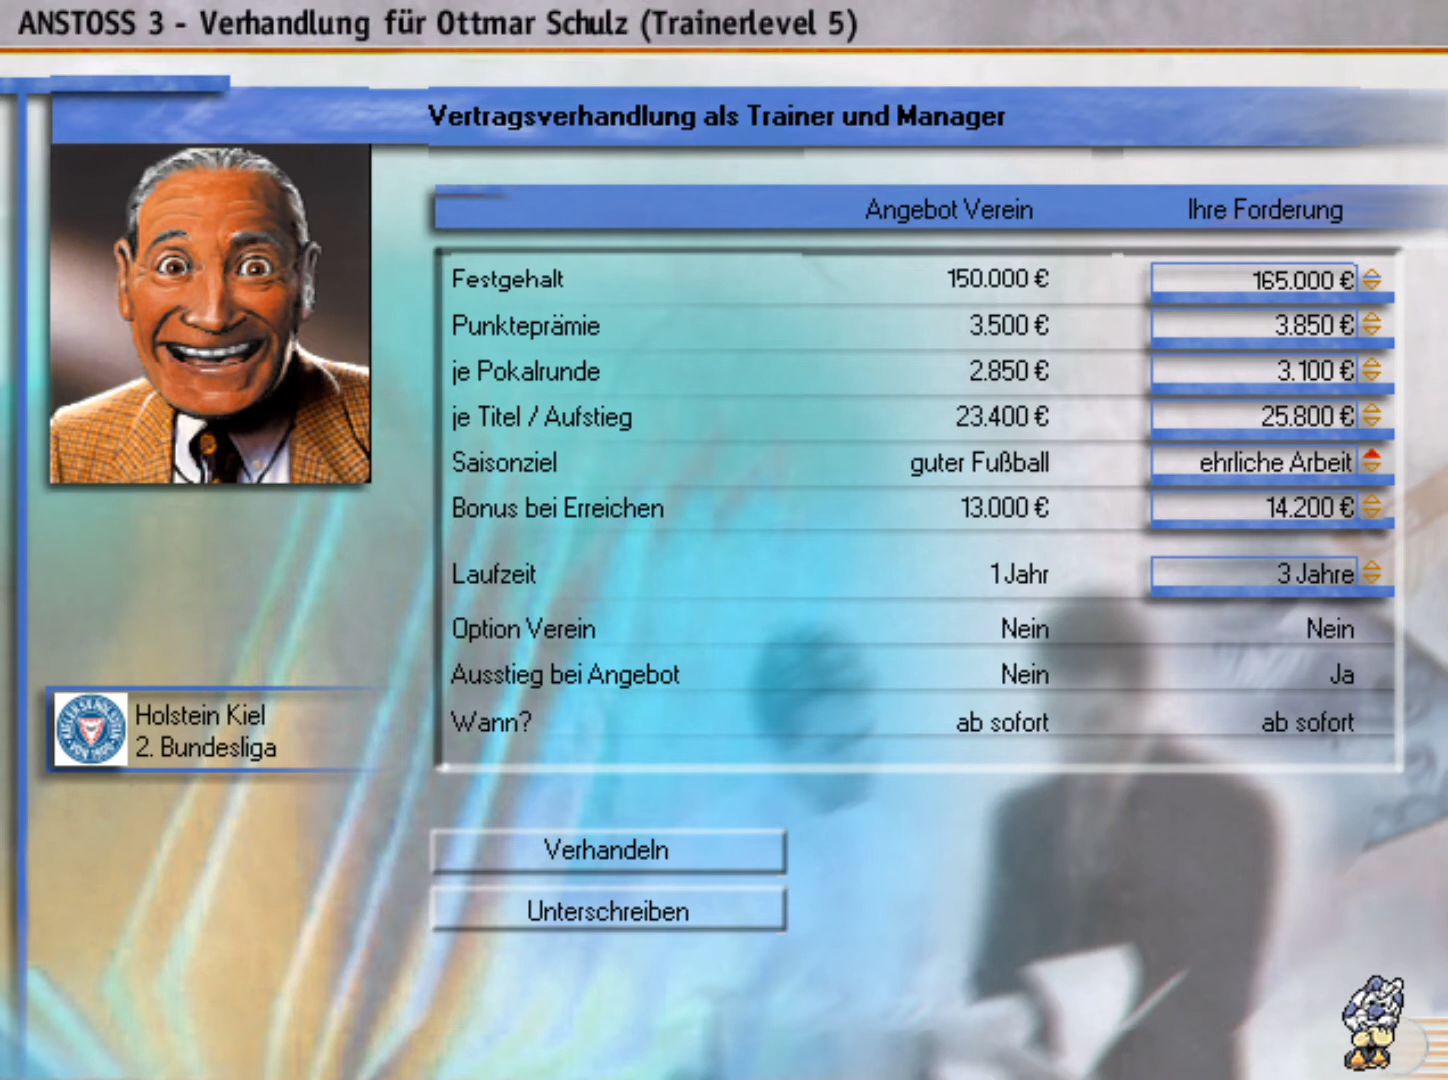 ANSTOSS 3 - Verhandlung für Ottmar Schulz (Trainerlevel 5)
Vertragsverhandlung als Trainer und Manager
Angebot Verein Ihre Forderung
Festgehalt 150.000 € 165.000 €
Punkteprämie 3.500 € 3.850 €
je Pokalrunde 2.850 € 3.100 €
je Titel / Aufstieg 23.400 € 25.800 €
Saisonziel guter Fußball ehrliche Arbeit
Bonus bei Erreichen 13.000 € 14.200 €
Laufzeit 1 Jahr 3 Jahre
Option Verein Nein Nein
Ausstieg bei Angebot Nein Ja
Wann? ab sofort ab sofort
Holstein Kiel
2. Bundesliga
Verhandeln
Unterschreiben